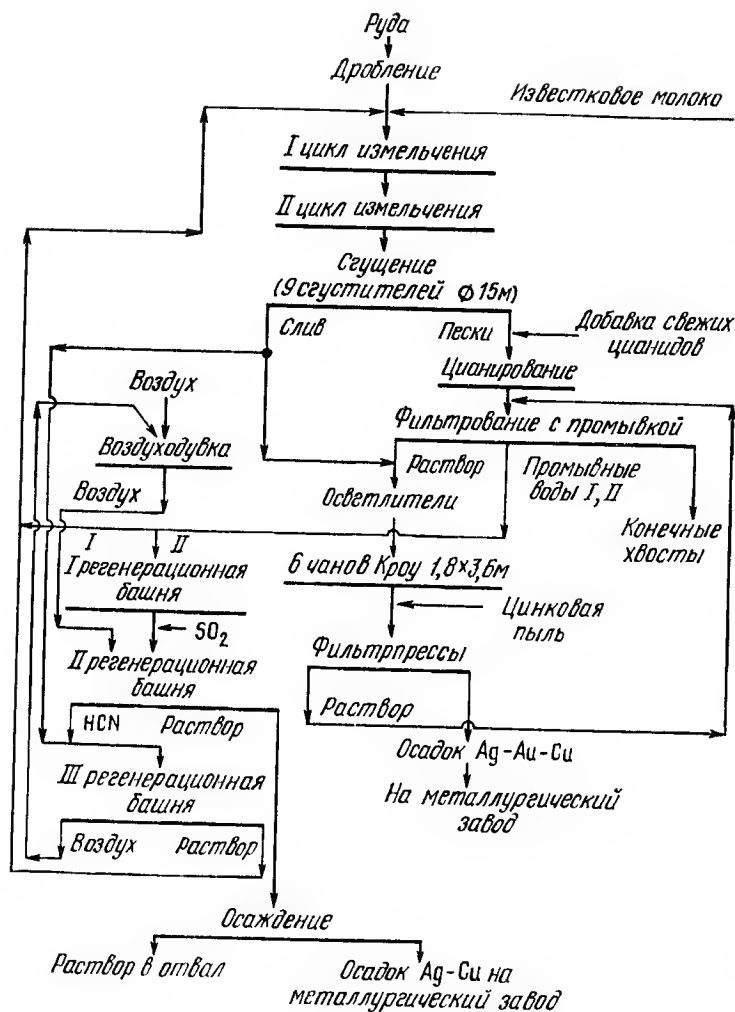 Руда
Дробление
Известковое молоко
I цикл измельчения
II цикл измельчения
Сгущение
(9 сгустителей ϕ 15м)
Слив
Пески
Добавка свежих
цианидов
Цианирование
Воздух
Фильтрование с промывкой
Воздуходувка
Раствор
Промывные
воды I, II
Воздух
Осветлители
Конечные
хвосты
I
II
I регенерационная
башня
6 чанов Кроу 1,8×3,6м
SO₂
Цинковая
пыль
II регенерационная
башня
Фильтрпрессы
HCN
Раствор
Раствор
Осадок Ag-Au-Cu
III регенерационная
башня
На металлургический
завод
Воздух
Раствор
Осаждение
Раствор в отвал
Осадок Ag-Cu на
металлургический завод